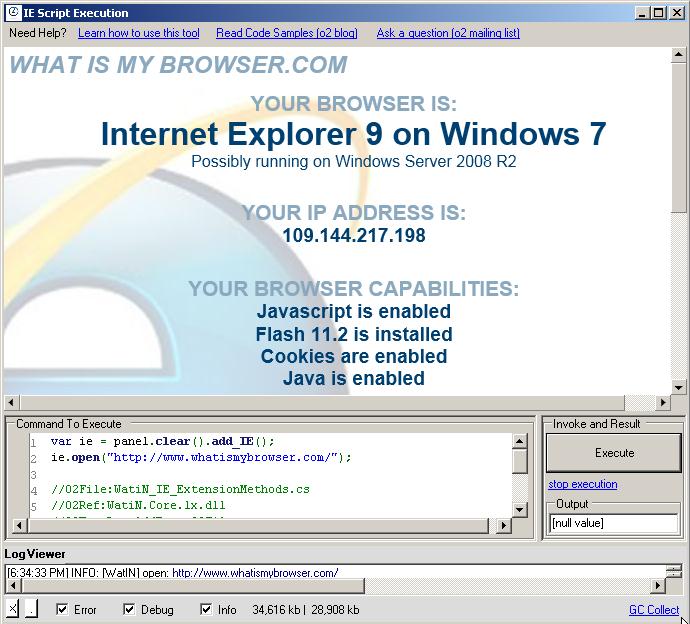 IE Script Execution
Need Help? Learn how to use this tool Read Code Samples (o2 blog) Ask a question (o2 mailing list)
WHAT IS MY BROWSER.COM
YOUR BROWSER IS:
Internet Explorer 9 on Windows 7
Possibly running on Windows Server 2008 R2
YOUR IP ADDRESS IS:
109.144.217.198
YOUR BROWSER CAPABILITIES:
Javascript is enabled
Flash 11.2 is installed
Cookies are enabled
Java is enabled
Command To Execute
1 var ie = panel.clear().add_IE();
2 ie.open("http://www.whatismybrowser.com/");
3
4 //O2File:WatiN_IE_ExtensionMethods.cs
5 //O2Ref:WatiN.Core.1x.dll
Invoke and Result
Execute
stop execution
Output
[null value]
Log Viewer
[6:34:33 PM] INFO: [WatIN] open: http://www.whatismybrowser.com/
X . Error Debug Info 34,616 kb | 28,908 kb GC Collect